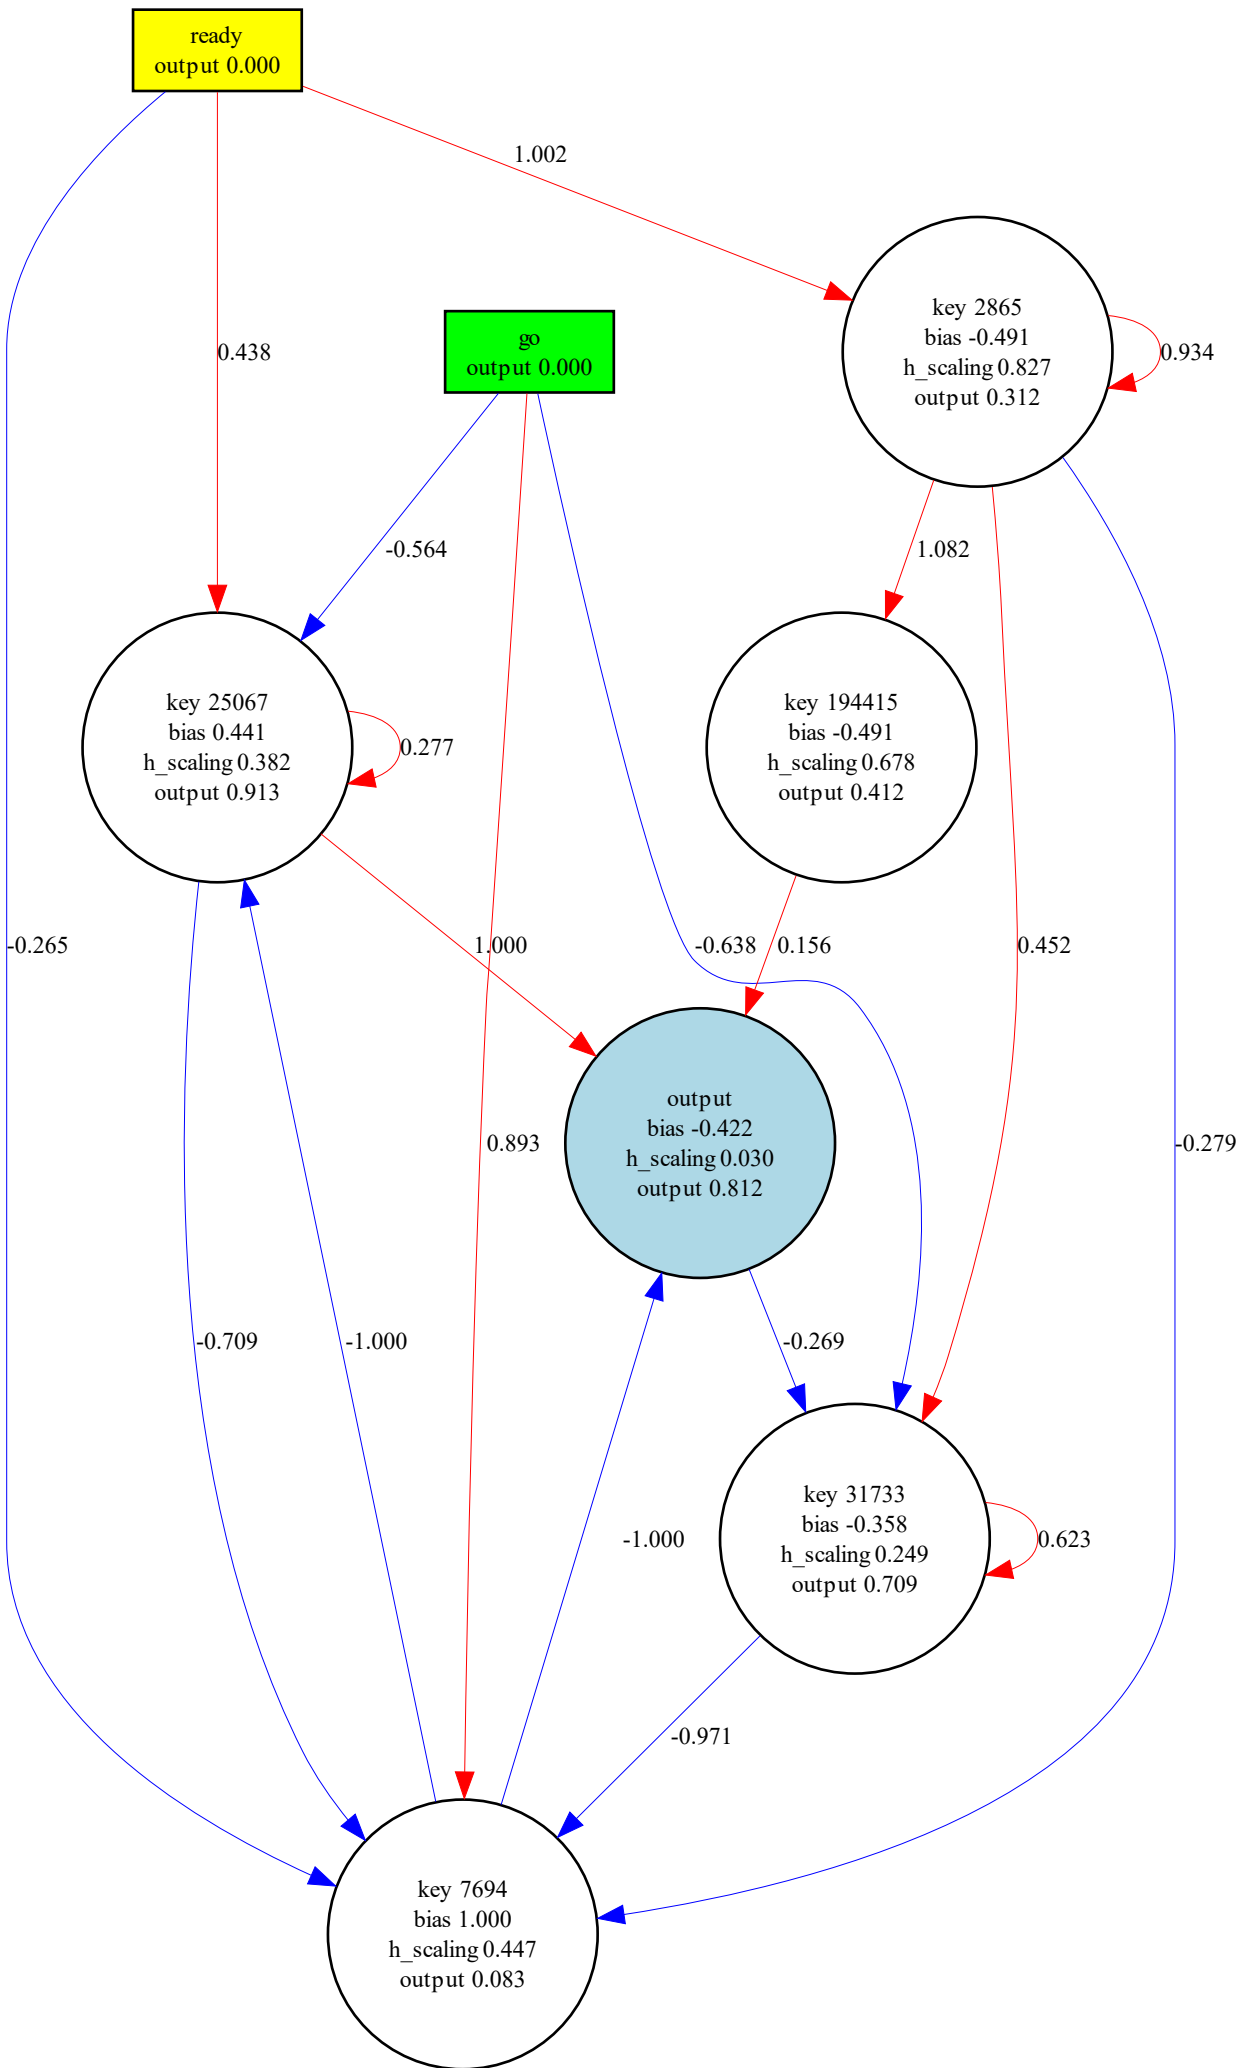 ready
output 0.000
1.002
key 2865
bias -0.491
h_scaling 0.827
output 0.312
0.934
go
output 0.000
0.438
-0.564
1.082
key 25067
bias 0.441
h_scaling 0.382
output 0.913
0.277
key 194415
bias -0.491
h_scaling 0.678
output 0.412
-0.265
1.000
-0.638
0.156
0.452
output
bias -0.422
h_scaling 0.030
output 0.812
0.893
-0.279
-0.709
-1.000
-0.269
key 31733
bias -0.358
h_scaling 0.249
output 0.709
-1.000
0.623
-0.971
key 7694
bias 1.000
h_scaling 0.447
output 0.083